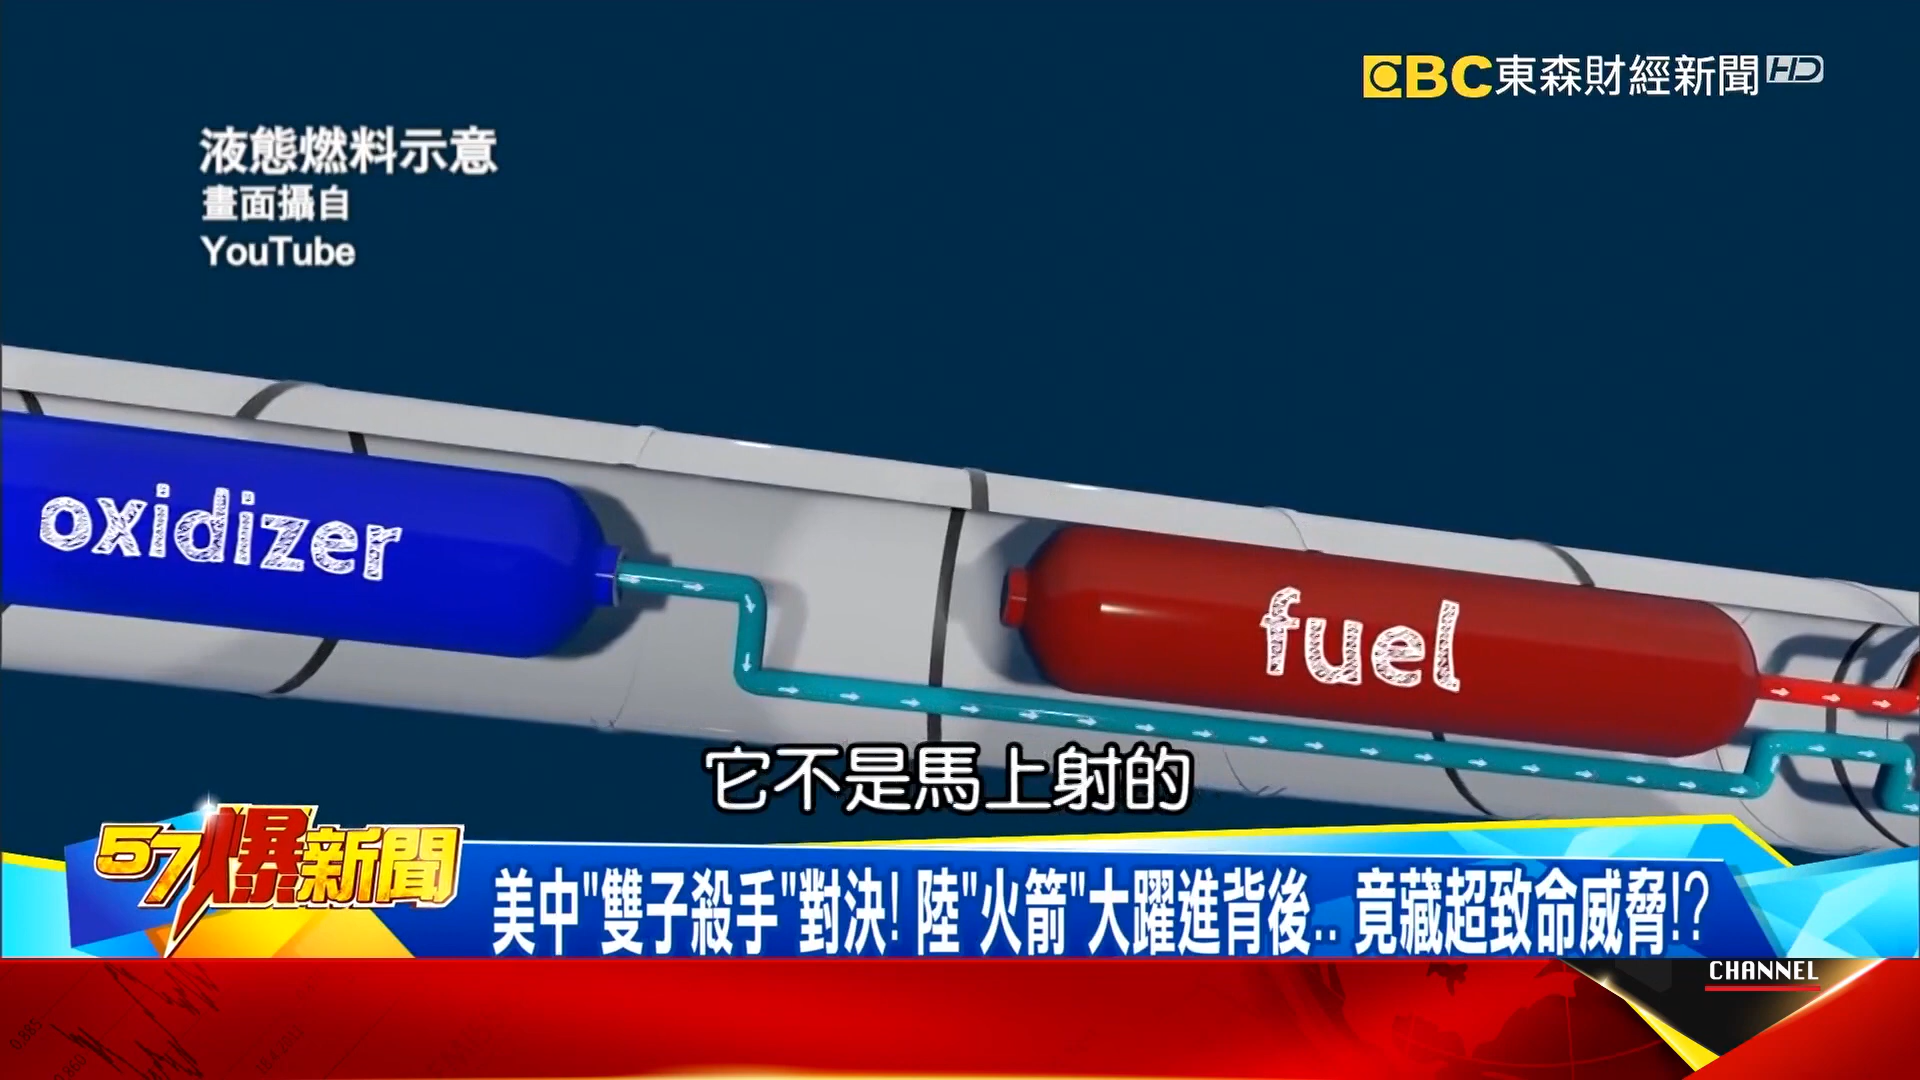 EBC東森財經新聞HD
液態燃料示意
畫面攝自
YouTube
oxidizer
fuel
它不是馬上射的
57爆新聞
美中"雙子殺手"對決! 陸"火箭"大躍進背後.. 竟藏超致命威脅!?
CHANNEL